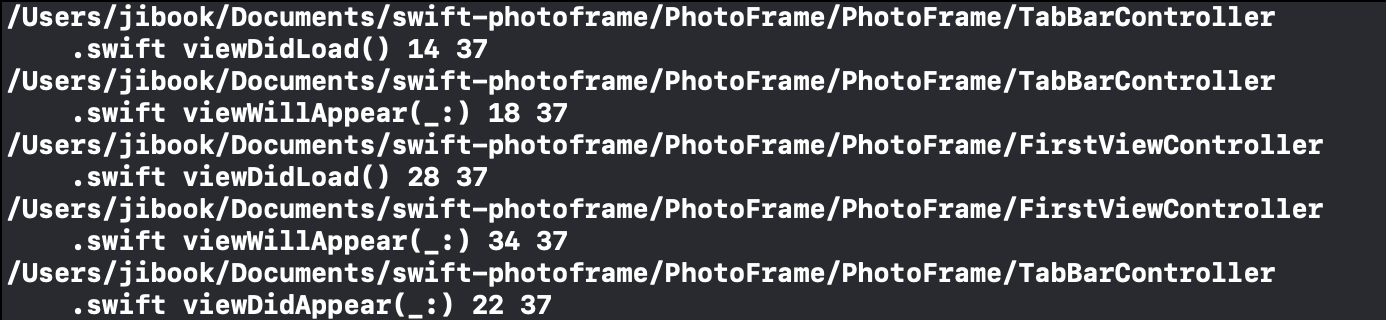 /Users/jibook/Documents/swift-photoframe/PhotoFrame/PhotoFrame/TabBarController
.swift viewDidLoad() 14 37
/Users/jibook/Documents/swift-photoframe/PhotoFrame/PhotoFrame/TabBarController
.swift viewWillAppear(_:) 18 37
/Users/jibook/Documents/swift-photoframe/PhotoFrame/PhotoFrame/FirstViewController
.swift viewDidLoad() 28 37
/Users/jibook/Documents/swift-photoframe/PhotoFrame/PhotoFrame/FirstViewController
.swift viewWillAppear(_:) 34 37
/Users/jibook/Documents/swift-photoframe/PhotoFrame/PhotoFrame/TabBarController
.swift viewDidAppear(_:) 22 37